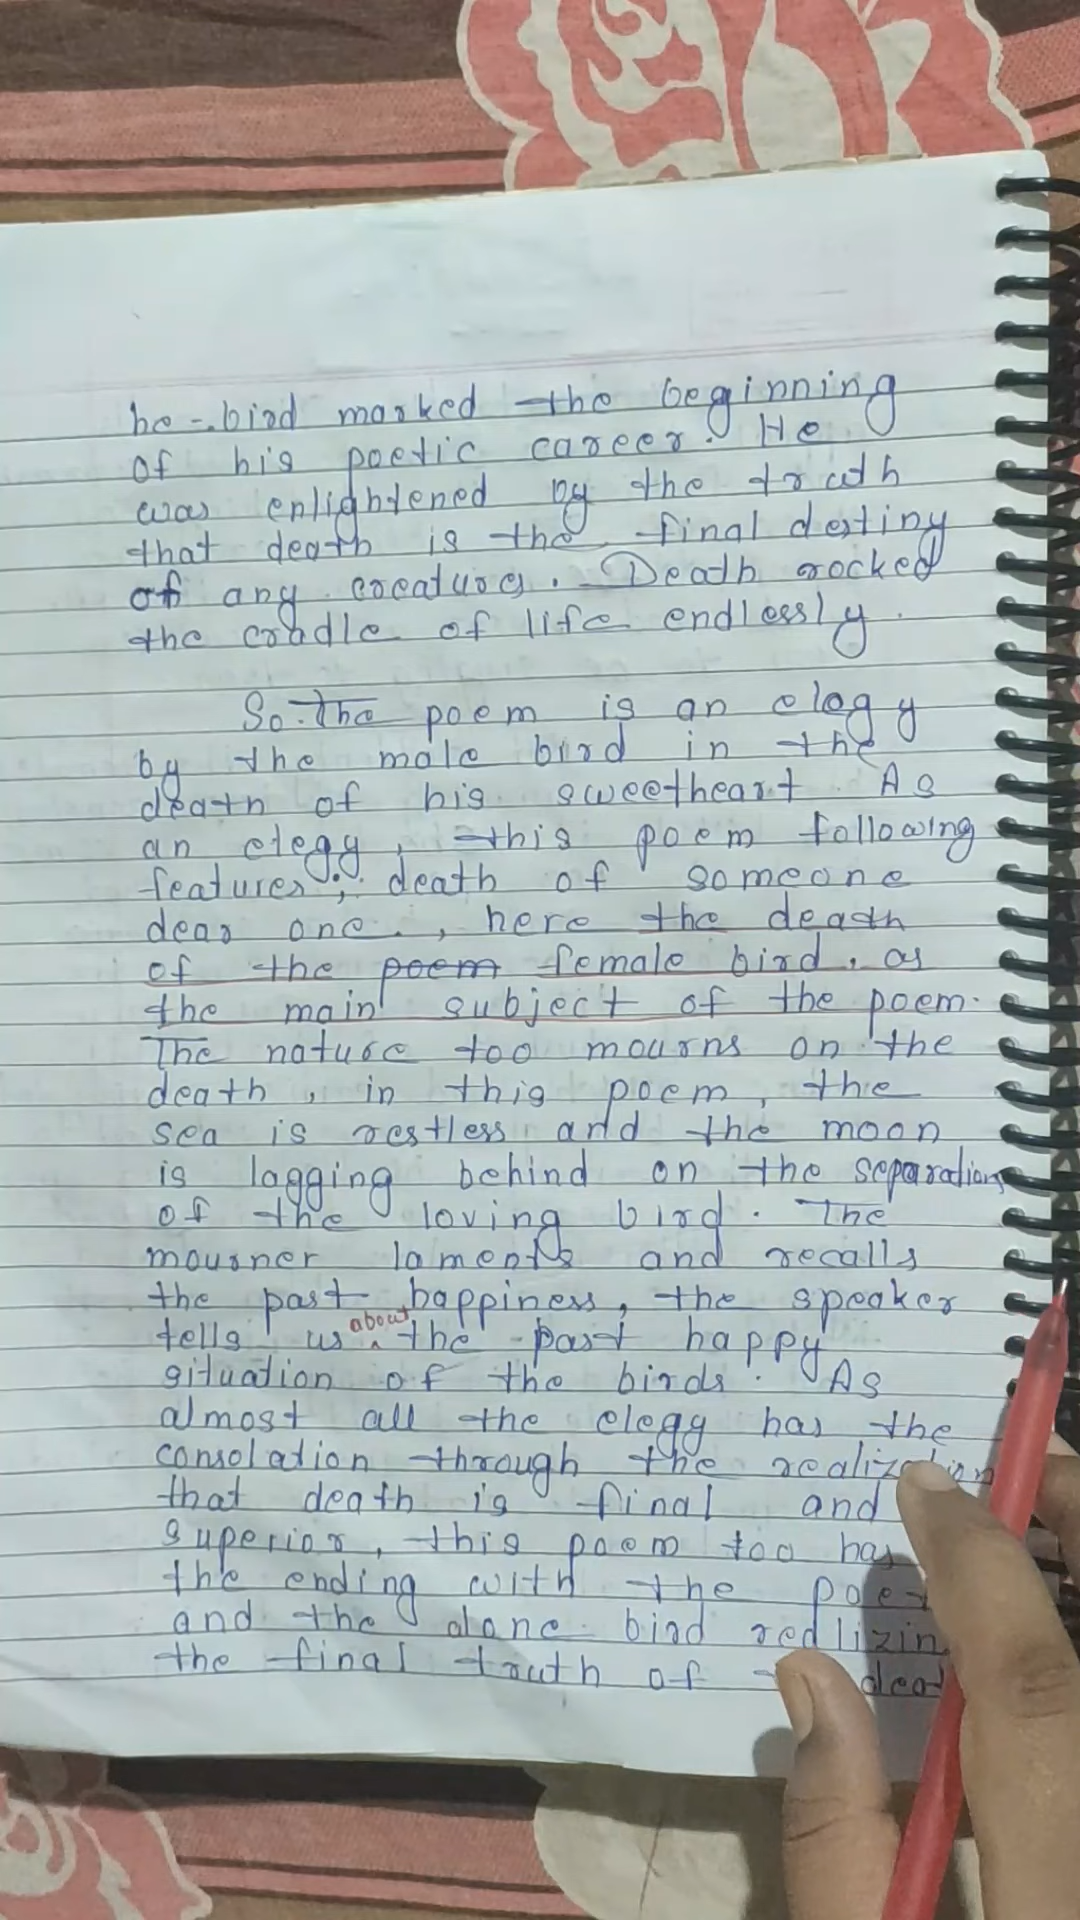 he-bird marked the beginning
of his poetic career. He
was enlightened by the truth
that death is the final destiny
of any creatures. Death rocked
the cradle of life endlessly.
So. The poem is an elegy
by the male bird in the
death of his sweetheart. As
an elegy, this poem following
features; death of someone
dear one, here the death
of the poem female bird, as
the main subject of the poem.
The nature too mourns on the
death, in this poem, the
sea is restless and the moon
is lagging behind on the separation
of the loving bird. The
mourner laments and recalls
the past happiness, the speaker
tells us about the past happy
situation of the birds. As
almost all the elegy has the
consolation through the realization
that death is final and
superior, this poem too has
the ending with the poet
and the alone bird realizin
the final truth of